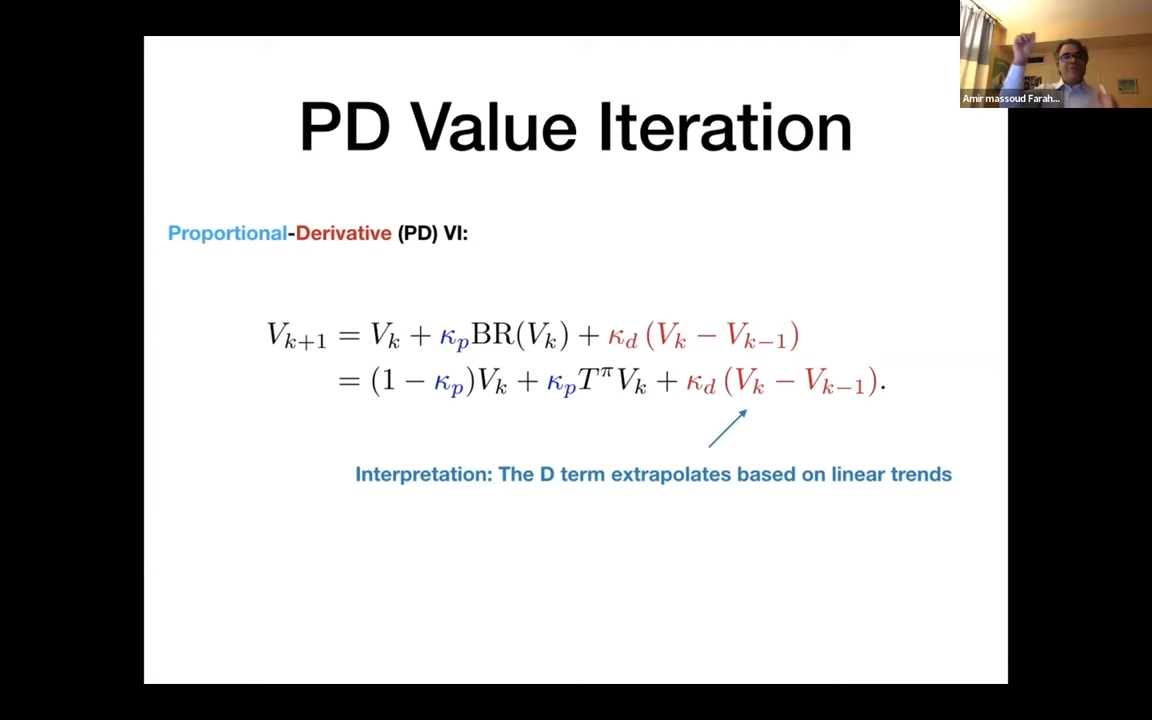 PD Value Iteration
Proportional-Derivative (PD) VI:
V_{k+1} = V_k + κ_p BR(V_k) + κ_d (V_k − V_{k−1})
= (1 − κ_p)V_k + κ_p T^π V_k + κ_d (V_k − V_{k−1}).
Interpretation: The D term extrapolates based on linear trends
Amir massoud Farah...